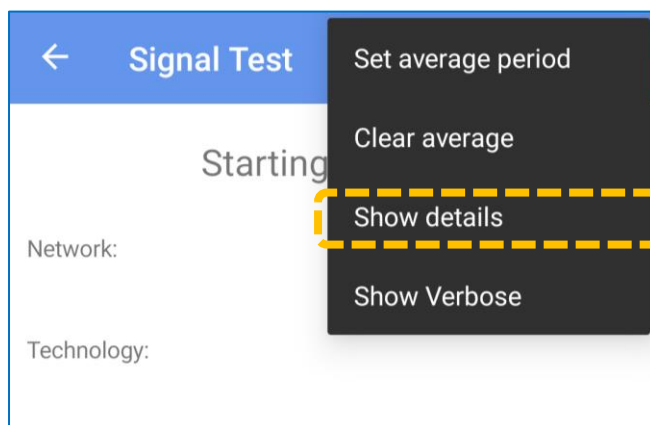 Signal Test
Set average period
Clear average
Starting
Show details
Network:
Show Verbose
Technology: